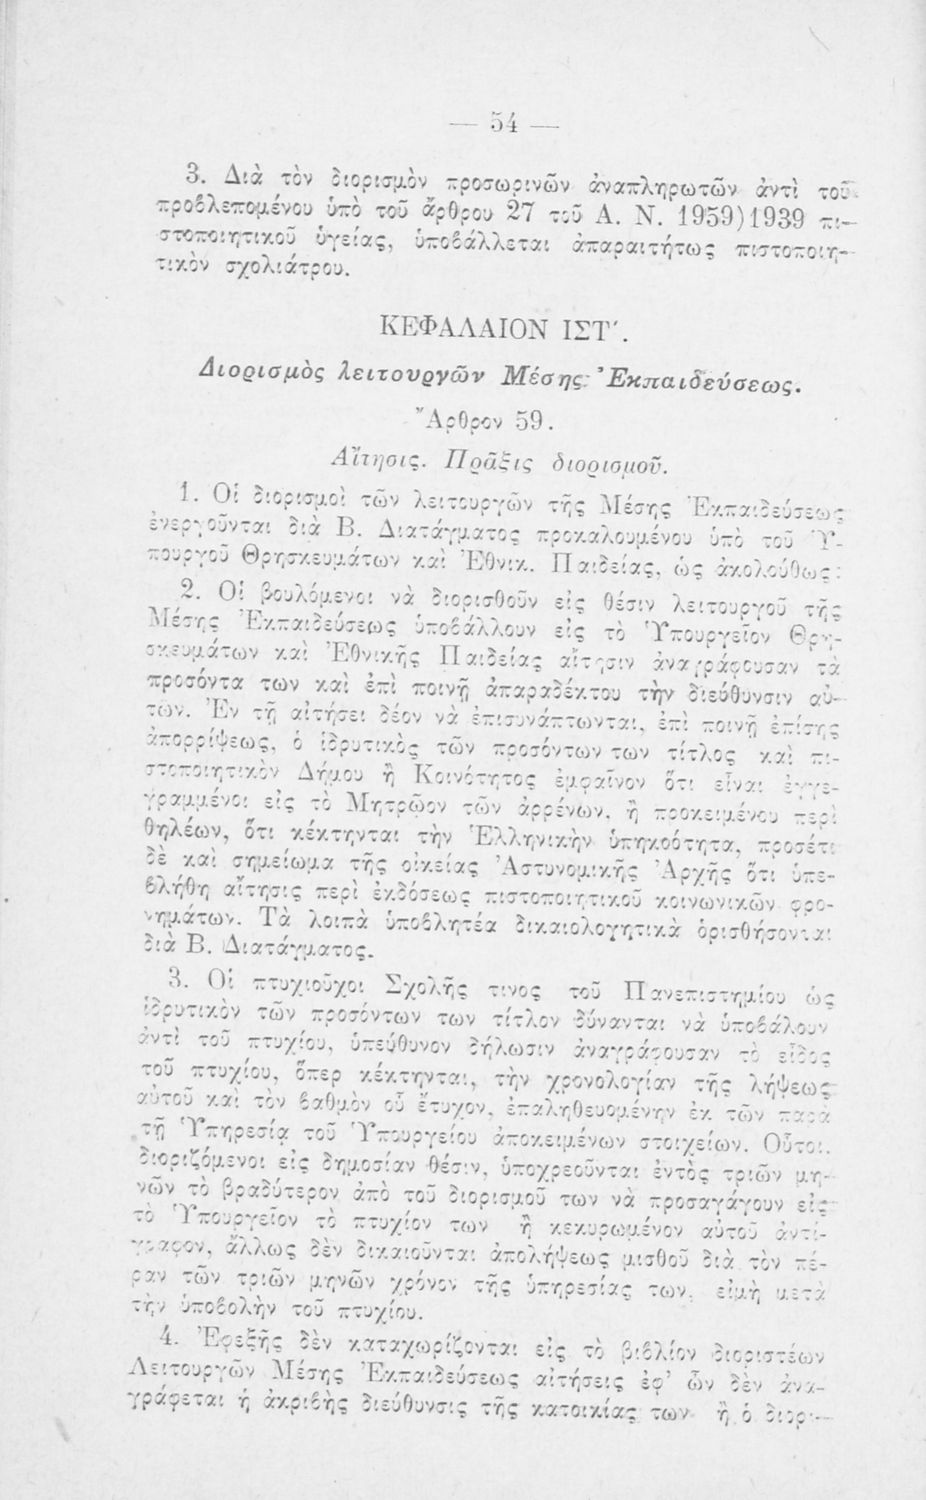 — 54 —
3. Διὰ τὸν διορισμὸν προσωρινῶν ἀναπληρωτῶν ἀντὶ τοῦ
προβλεπομένου ὑπὸ τοῦ ἄρθρου 27 τοῦ Α. Ν. 1959)1939 πι-
στοποιητικοῦ ὑγείας, ὑποβάλλεται ἀπαραιτήτως πιστοποιη-
τικὸν σχολιάτρου.
ΚΕΦΑΛΑΙΟΝ ΙΣΤ΄.
Διορισμὸς λειτουργῶν Μέσης Ἐκπαιδεύσεως.
Ἄρθρον 59.
Αἴτησις. Πρᾶξις διορισμοῦ.
1. Οἱ διορισμοὶ τῶν λειτουργῶν τῆς Μέσης Ἐκπαιδεύσεως
ἐνεργοῦνται διὰ Β. Διατάγματος προκαλουμένου ὑπὸ τοῦ Ὑ-
πουργοῦ Θρησκευμάτων καὶ Ἐθνικ. Παιδείας, ὡς ἀκολούθως:
2. Οἱ βουλόμενοι νὰ διορισθοῦν εἰς θέσιν λειτουργοῦ τῆς
Μέσης Ἐκπαιδεύσεως ὑποβάλλουν εἰς τὸ Ὑπουργεῖον Θρη-
σκευμάτων καὶ Ἐθνικῆς Παιδείας αἴτησιν ἀναγράφουσαν τὰ
προσόντα των καὶ ἐπὶ ποινῇ ἀπαραδέκτου τὴν διεύθυνσιν αὐ-
τῶν. Ἐν τῇ αἰτήσει δέον νὰ ἐπισυνάπτωνται, ἐπὶ ποινῇ ἐπίσης
ἀπορρίψεως, ὁ ἱδρυτικὸς τῶν προσόντων των τίτλος καὶ πι-
στοποιητικὸν Δήμου ἢ Κοινότητος ἐμφαῖνον ὅτι εἶναι ἐγγε-
γραμμένοι εἰς τὸ Μητρῷον τῶν ἀρρένων, ἢ προκειμένου περὶ
θηλέων, ὅτι κέκτηνται τὴν Ἑλληνικὴν ὑπηκοότητα, προσέτι
δὲ καὶ σημείωμα τῆς οἰκείας Ἀστυνομικῆς Ἀρχῆς ὅτι ὑπε-
βλήθη αἴτησις περὶ ἐκδόσεως πιστοποιητικοῦ κοινωνικῶν φρο-
νημάτων. Τὰ λοιπὰ ὑποβλητέα δικαιολογητικὰ ὁρισθήσονται
διὰ Β. Διατάγματος.
3. Οἱ πτυχιοῦχοι Σχολῆς τινος τοῦ Πανεπιστημίου ὡς
ἱδρυτικὸν τῶν προσόντων των τίτλον δύνανται νὰ ὑποβάλουν
ἀντὶ τοῦ πτυχίου, ὑπεύθυνον δήλωσιν ἀναγράφουσαν τὸ εἶδος
τοῦ πτυχίου, ὅπερ κέκτηνται, τὴν χρονολογίαν τῆς λήψεως
αὐτοῦ καὶ τὸν βαθμὸν οὗ ἔτυχον, ἐπαληθευομένην ἐκ τῶν παρὰ
τῇ Ὑπηρεσίᾳ τοῦ Ὑπουργείου ἀποκειμένων στοιχείων. Οὗτοι,
διοριζόμενοι εἰς δημοσίαν θέσιν, ὑποχρεοῦνται ἐντὸς τριῶν μη-
νῶν τὸ βραδύτερον ἀπὸ τοῦ διορισμοῦ των νὰ προσαγάγουν εἰς
τὸ Ὑπουργεῖον τὸ πτυχίον των ἢ κεκυρωμένον αὐτοῦ ἀντί-
γραφον, ἄλλως δὲν δικαιοῦνται ἀπολήψεως μισθοῦ διὰ τὸν πέ-
ραν τῶν τριῶν μηνῶν χρόνον τῆς ὑπηρεσίας των, εἰμὴ μετὰ
τὴν ὑποβολὴν τοῦ πτυχίου.
4. Ἐφεξῆς δὲν καταχωρίζονται εἰς τὸ βιβλίον διοριστέων
Λειτουργῶν Μέσης Ἐκπαιδεύσεως αἰτήσεις ἐφ' ὧν δὲν ἀνα-
γράφεται ἡ ἀκριβὴς διεύθυνσις τῆς κατοικίας των ἢ ὁ διορι-